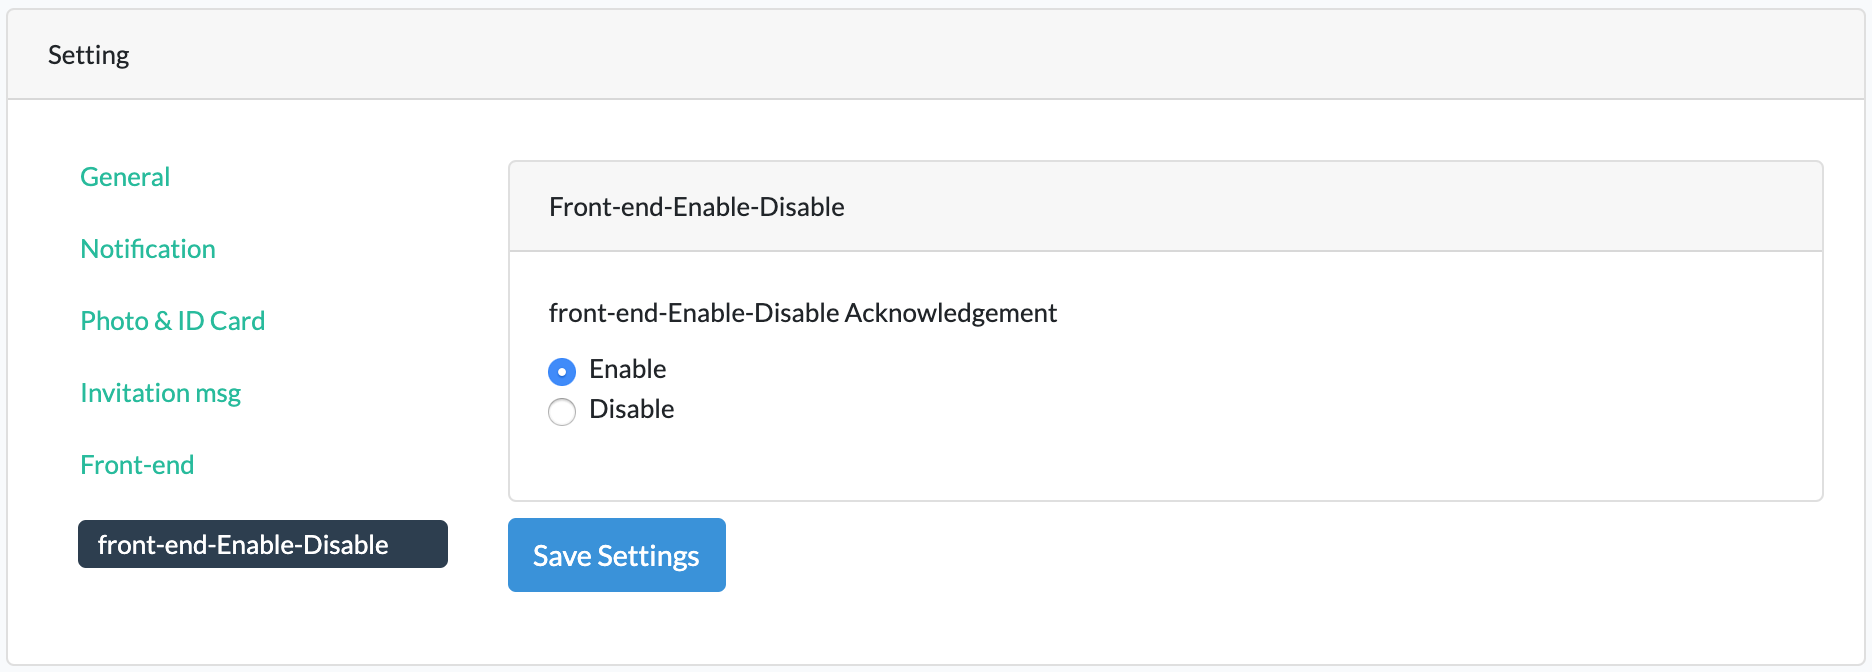 Setting
General
Notification
Photo & ID Card
Invitation msg
Front-end
front-end-Enable-Disable
Front-end-Enable-Disable
front-end-Enable-Disable Acknowledgement
Enable
Disable
Save Settings